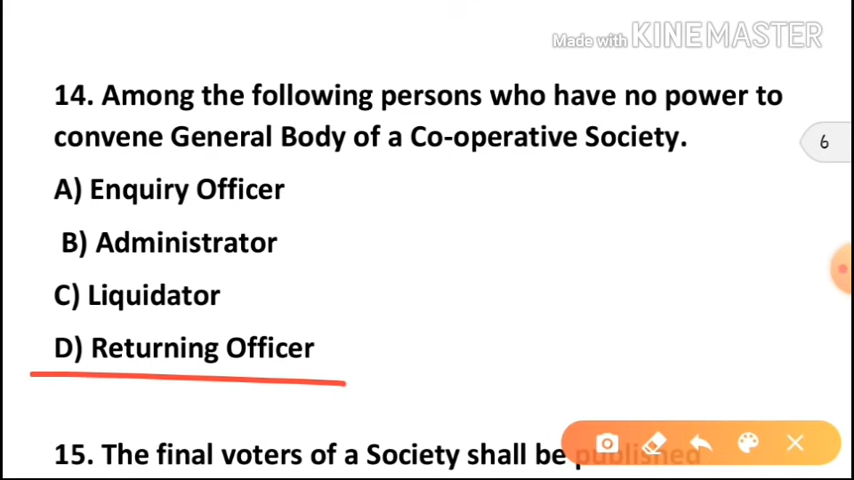 Made with KINEMASTER
14. Among the following persons who have no power to
convene General Body of a Co-operative Society.
6
A) Enquiry Officer
B) Administrator
C) Liquidator
D) Returning Officer
15. The final voters of a Society shall be published